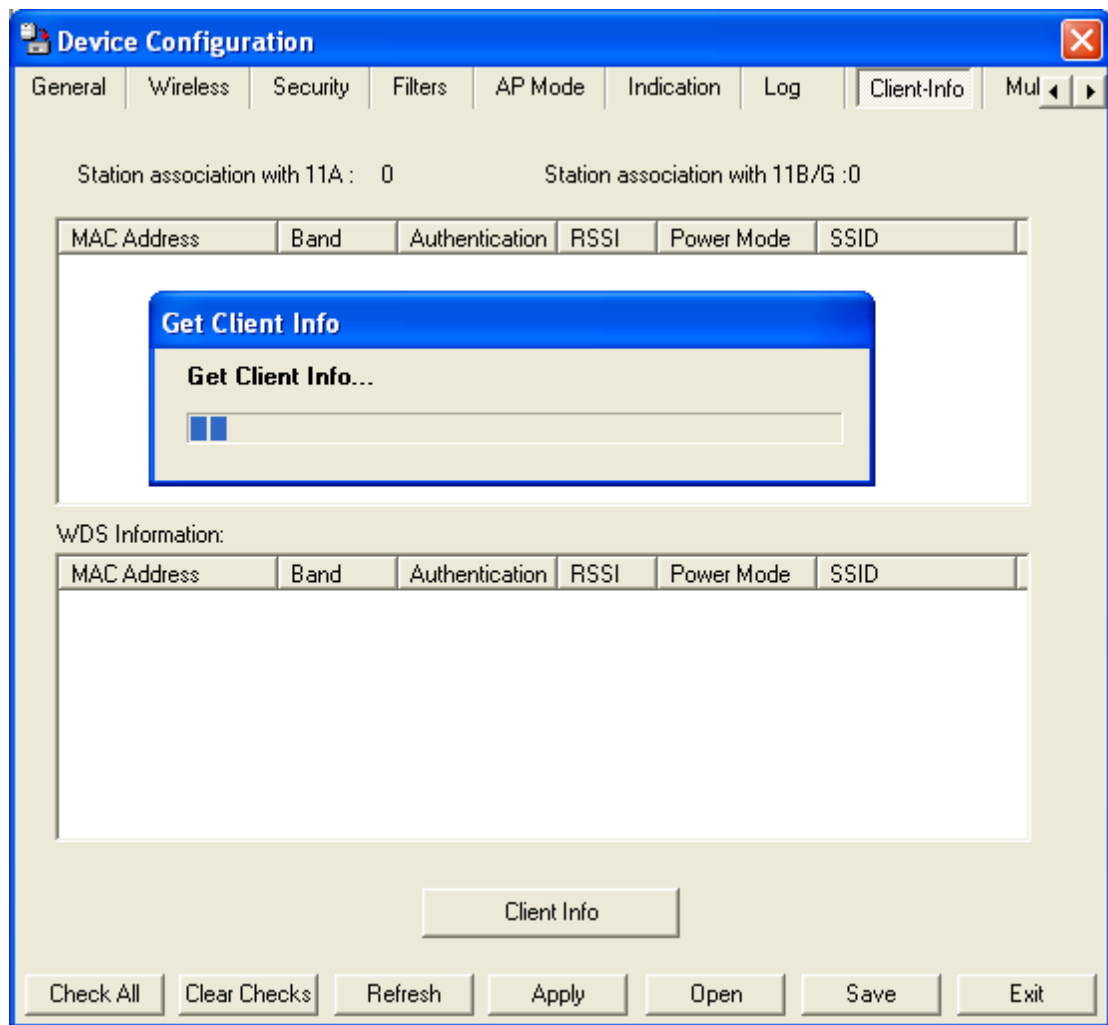 Device Configuration
General Wireless Security Filters AP Mode Indication Log Client-Info Mul
Station association with 11A : 0 Station association with 11B/G :0
MAC Address Band Authentication RSSI Power Mode SSID
Get Client Info
Get Client Info...
WDS Information:
MAC Address Band Authentication RSSI Power Mode SSID
Client Info
Check All Clear Checks Refresh Apply Open Save Exit